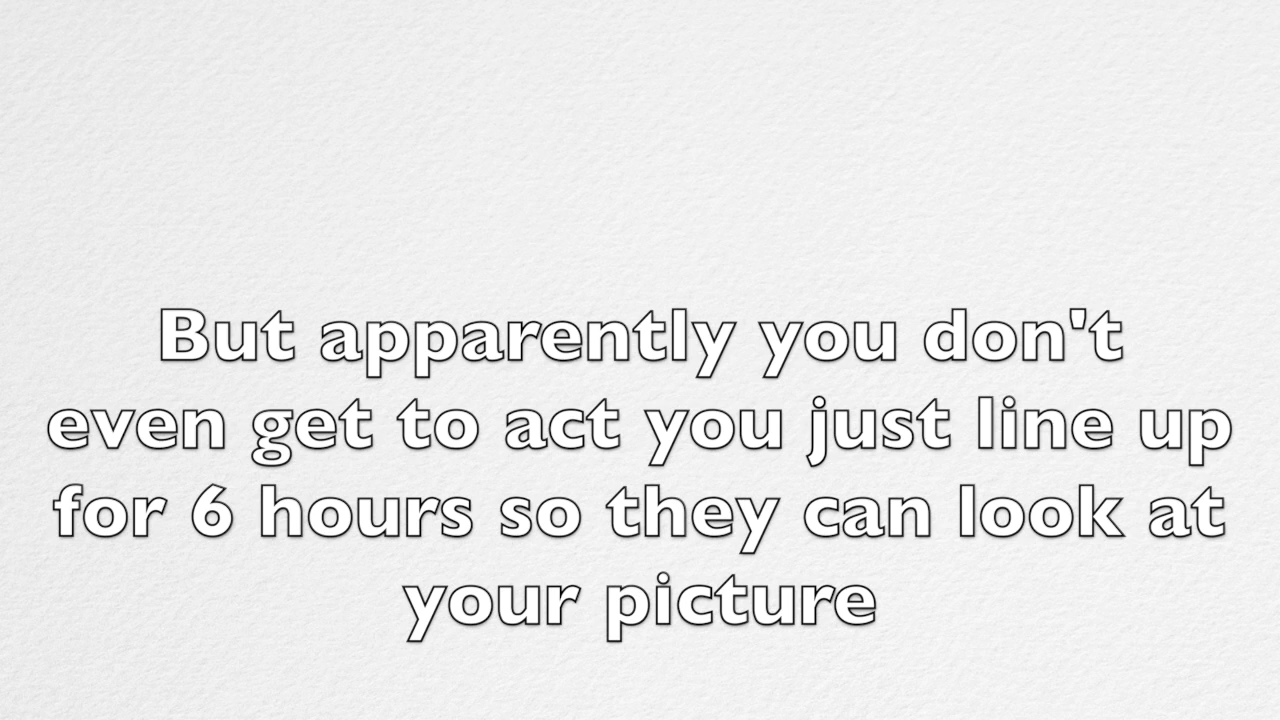 But apparently you don't
even get to act you just line up
for 6 hours so they can look at
your picture